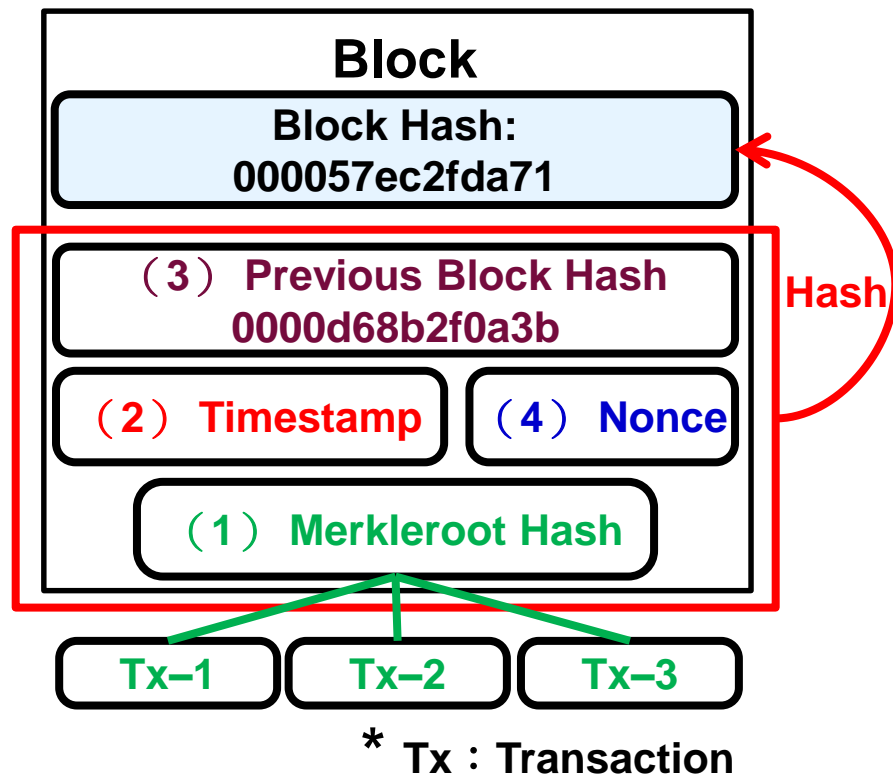 Block
Block Hash:
000057ec2fda71
（3） Previous Block Hash
0000d68b2f0a3b
Hash
（2） Timestamp
（4） Nonce
（1） Merkleroot Hash
Tx–1
Tx–2
Tx–3
* Tx：Transaction